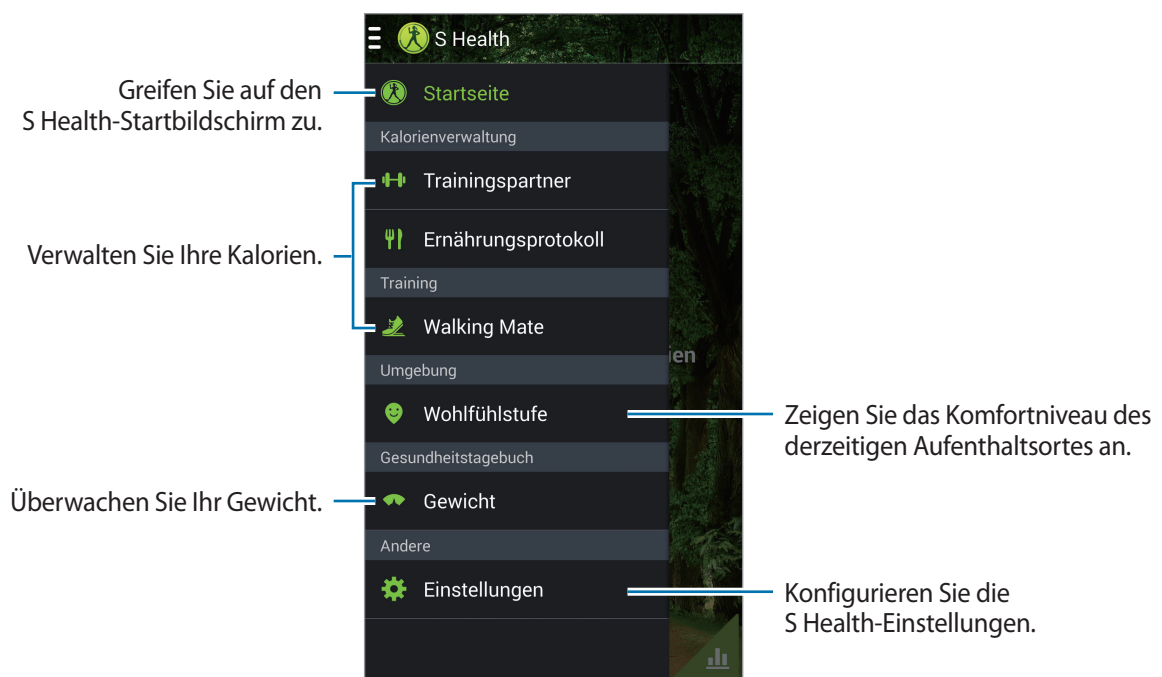 S Health
Greifen Sie auf den
S Health-Startbildschirm zu.
Startseite
Kalorienverwaltung
Trainingspartner
Verwalten Sie Ihre Kalorien.
Ernährungsprotokoll
Training
Walking Mate
ien
Umgebung
Wohlfühlstufe
Zeigen Sie das Komfortniveau des
derzeitigen Aufenthaltsortes an.
Gesundheitstagebuch
Überwachen Sie Ihr Gewicht.
Gewicht
Andere
Einstellungen
Konfigurieren Sie die
S Health-Einstellungen.